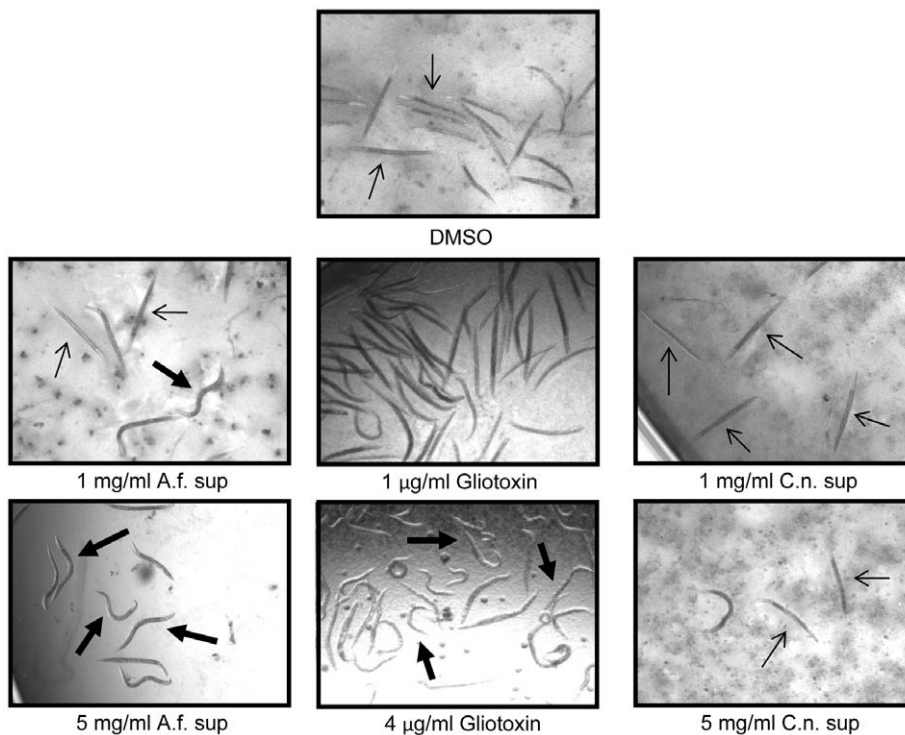 DMSO
1 mg/ml A.f. sup
1 μg/ml Gliotoxin
1 mg/ml C.n. sup
5 mg/ml A.f. sup
4 μg/ml Gliotoxin
5 mg/ml C.n. sup